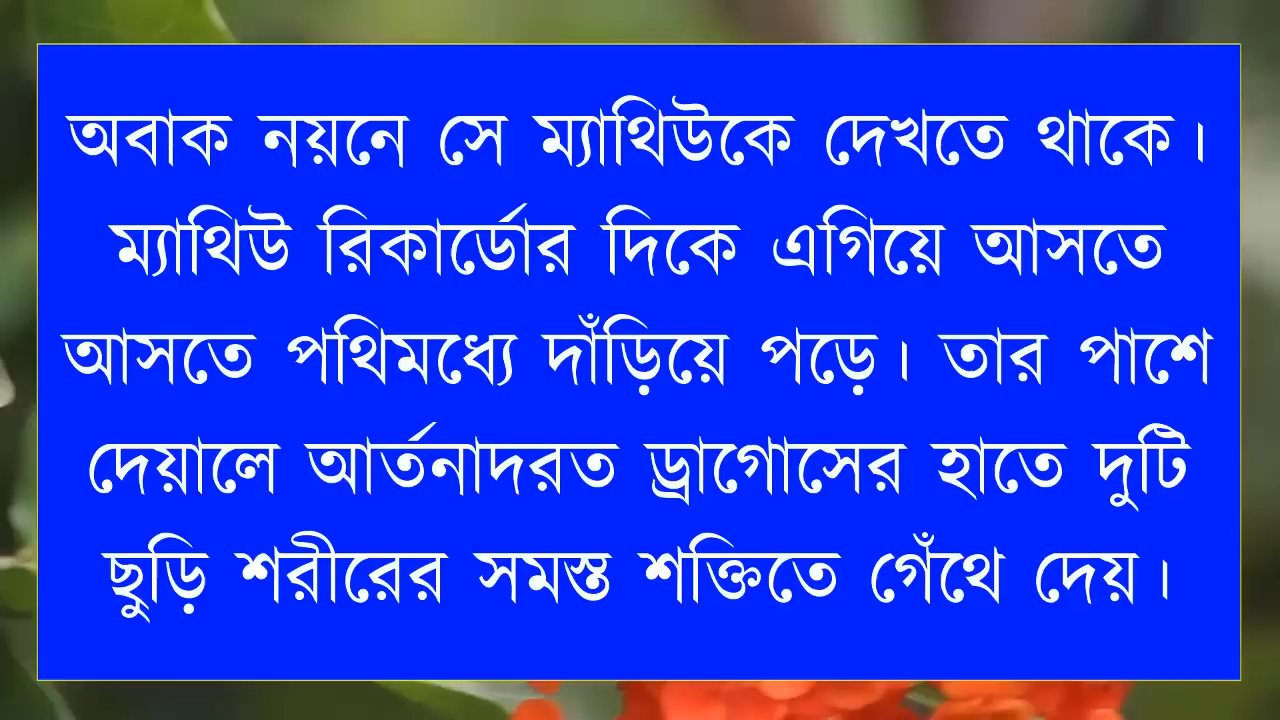 অবাক নয়নে সে ম্যাথিউকে দেখতে থাকে।
ম্যাথিউ রিকার্ডোর দিকে এগিয়ে আসতে
আসতে পথিমধ্যে দাঁড়িয়ে পড়ে। তার পাশে
দেয়ালে আর্তনাদরত ড্রাগোসের হাতে দুটি
ছুড়ি শরীরের সমস্ত শক্তিতে গেঁথে দেয়।